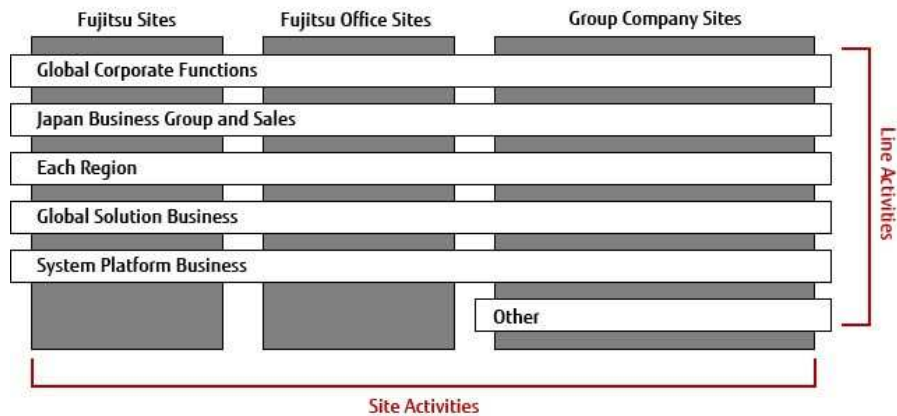 Fujitsu Sites
Fujitsu Office Sites
Group Company Sites
Global Corporate Functions
Japan Business Group and Sales
Each Region
Global Solution Business
System Platform Business
Other
Line Activities
Site Activities